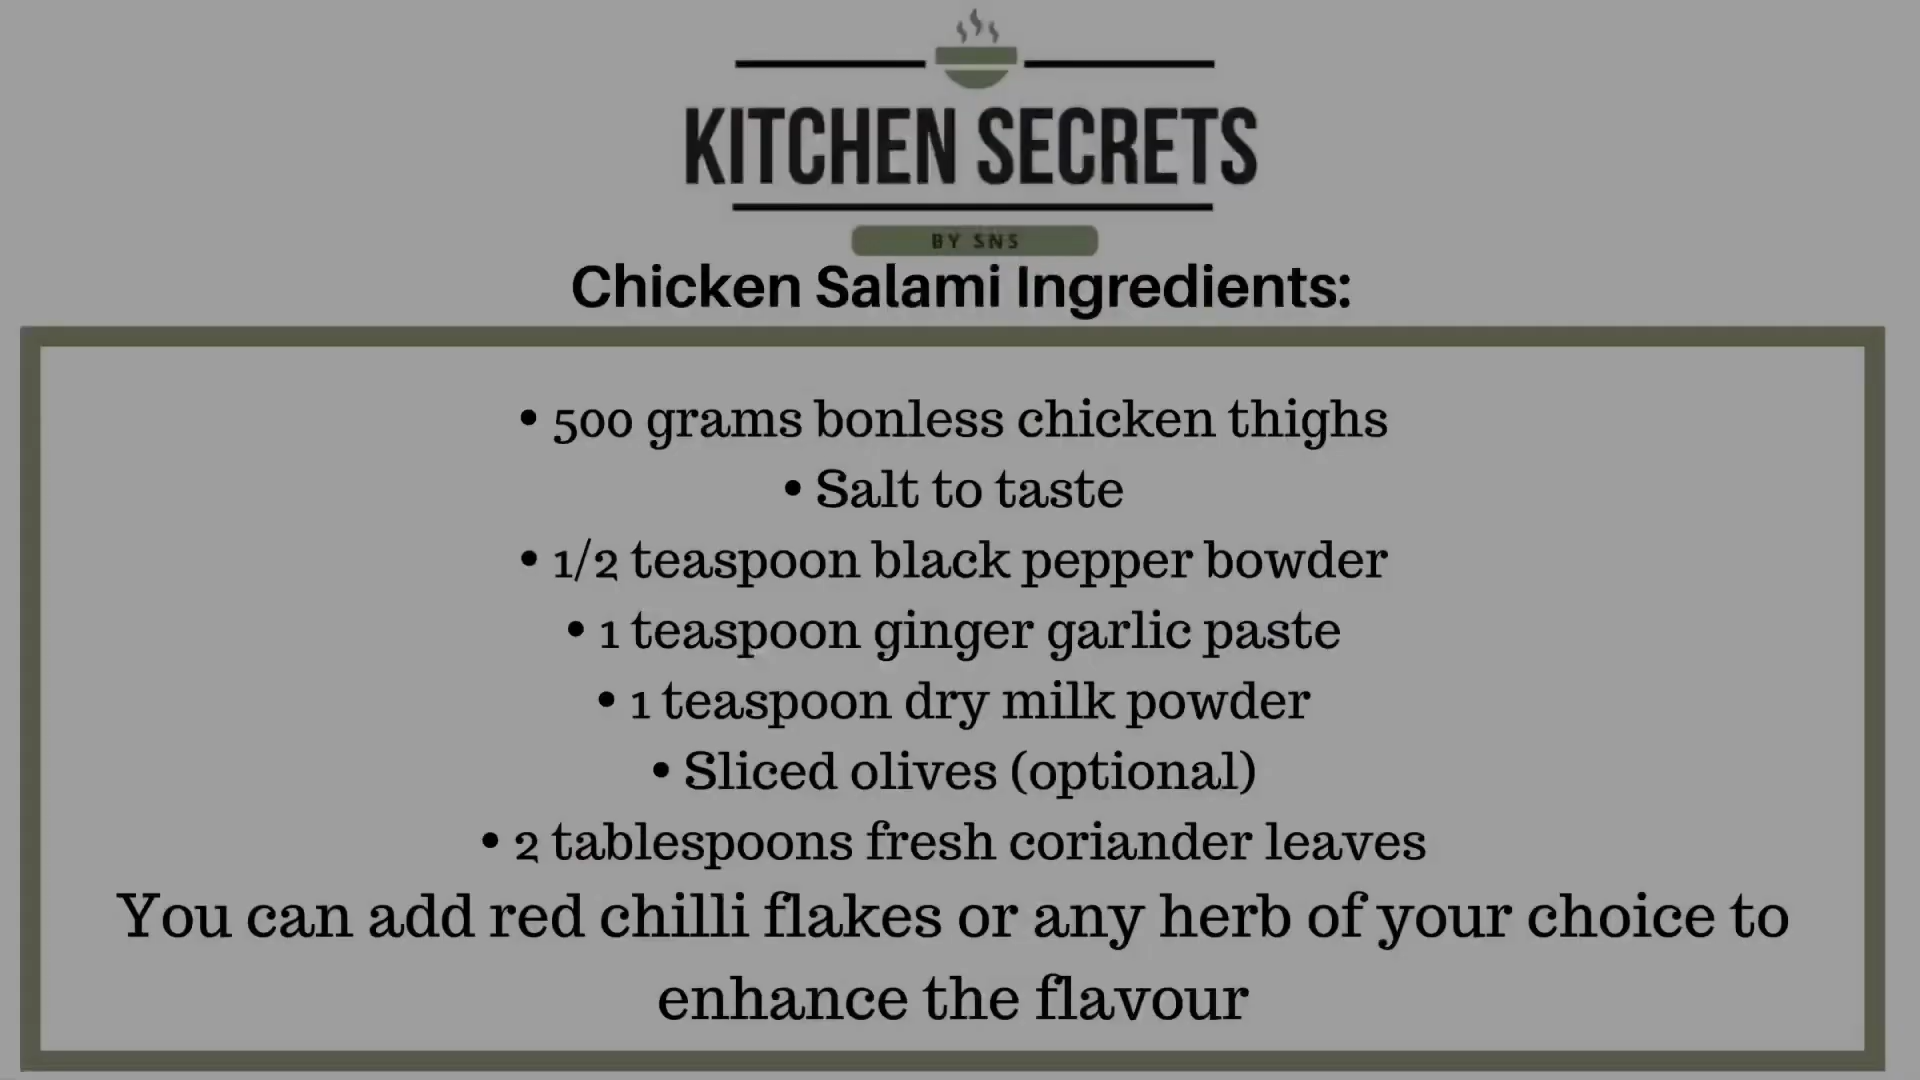 KITCHEN SECRETS
BY SNS
Chicken Salami Ingredients:
• 500 grams bonless chicken thighs
• Salt to taste
• 1/2 teaspoon black pepper bowder
• 1 teaspoon ginger garlic paste
• 1 teaspoon dry milk powder
• Sliced olives (optional)
• 2 tablespoons fresh coriander leaves
You can add red chilli flakes or any herb of your choice to
enhance the flavour